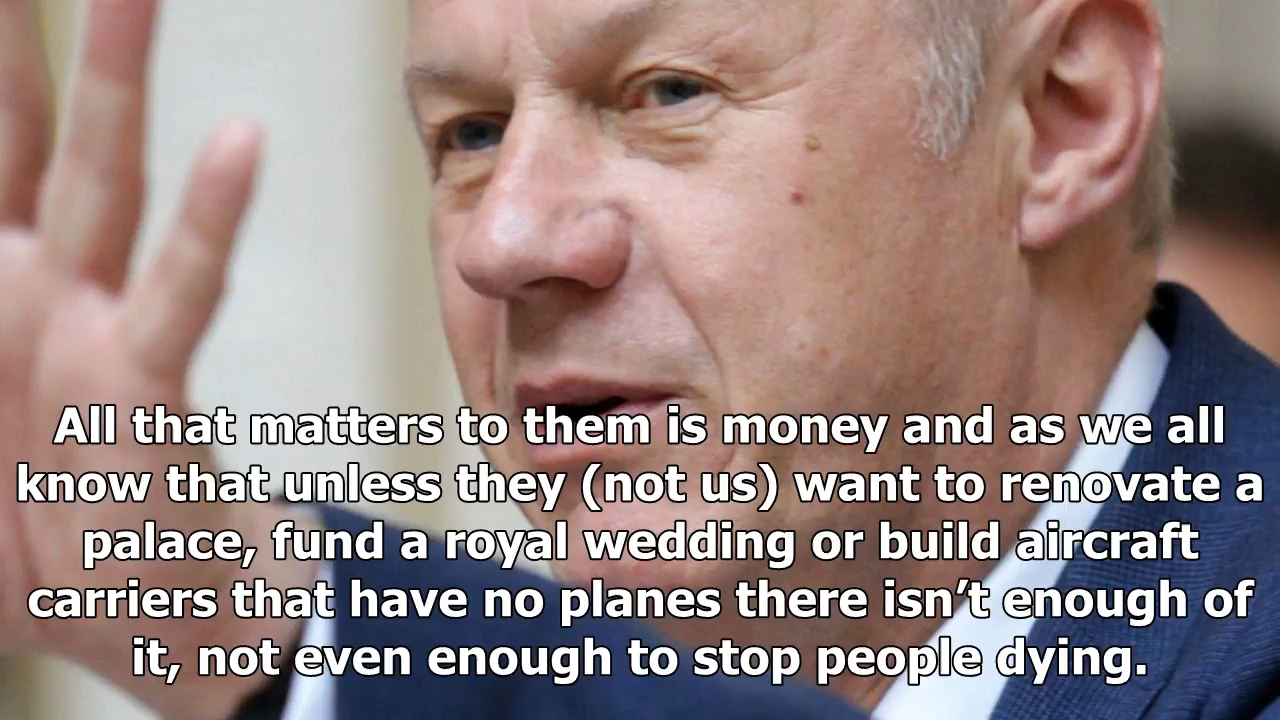 All that matters to them is money and as we all
know that unless they (not us) want to renovate a
palace, fund a royal wedding or build aircraft
carriers that have no planes there isn’t enough of
it, not even enough to stop people dying.